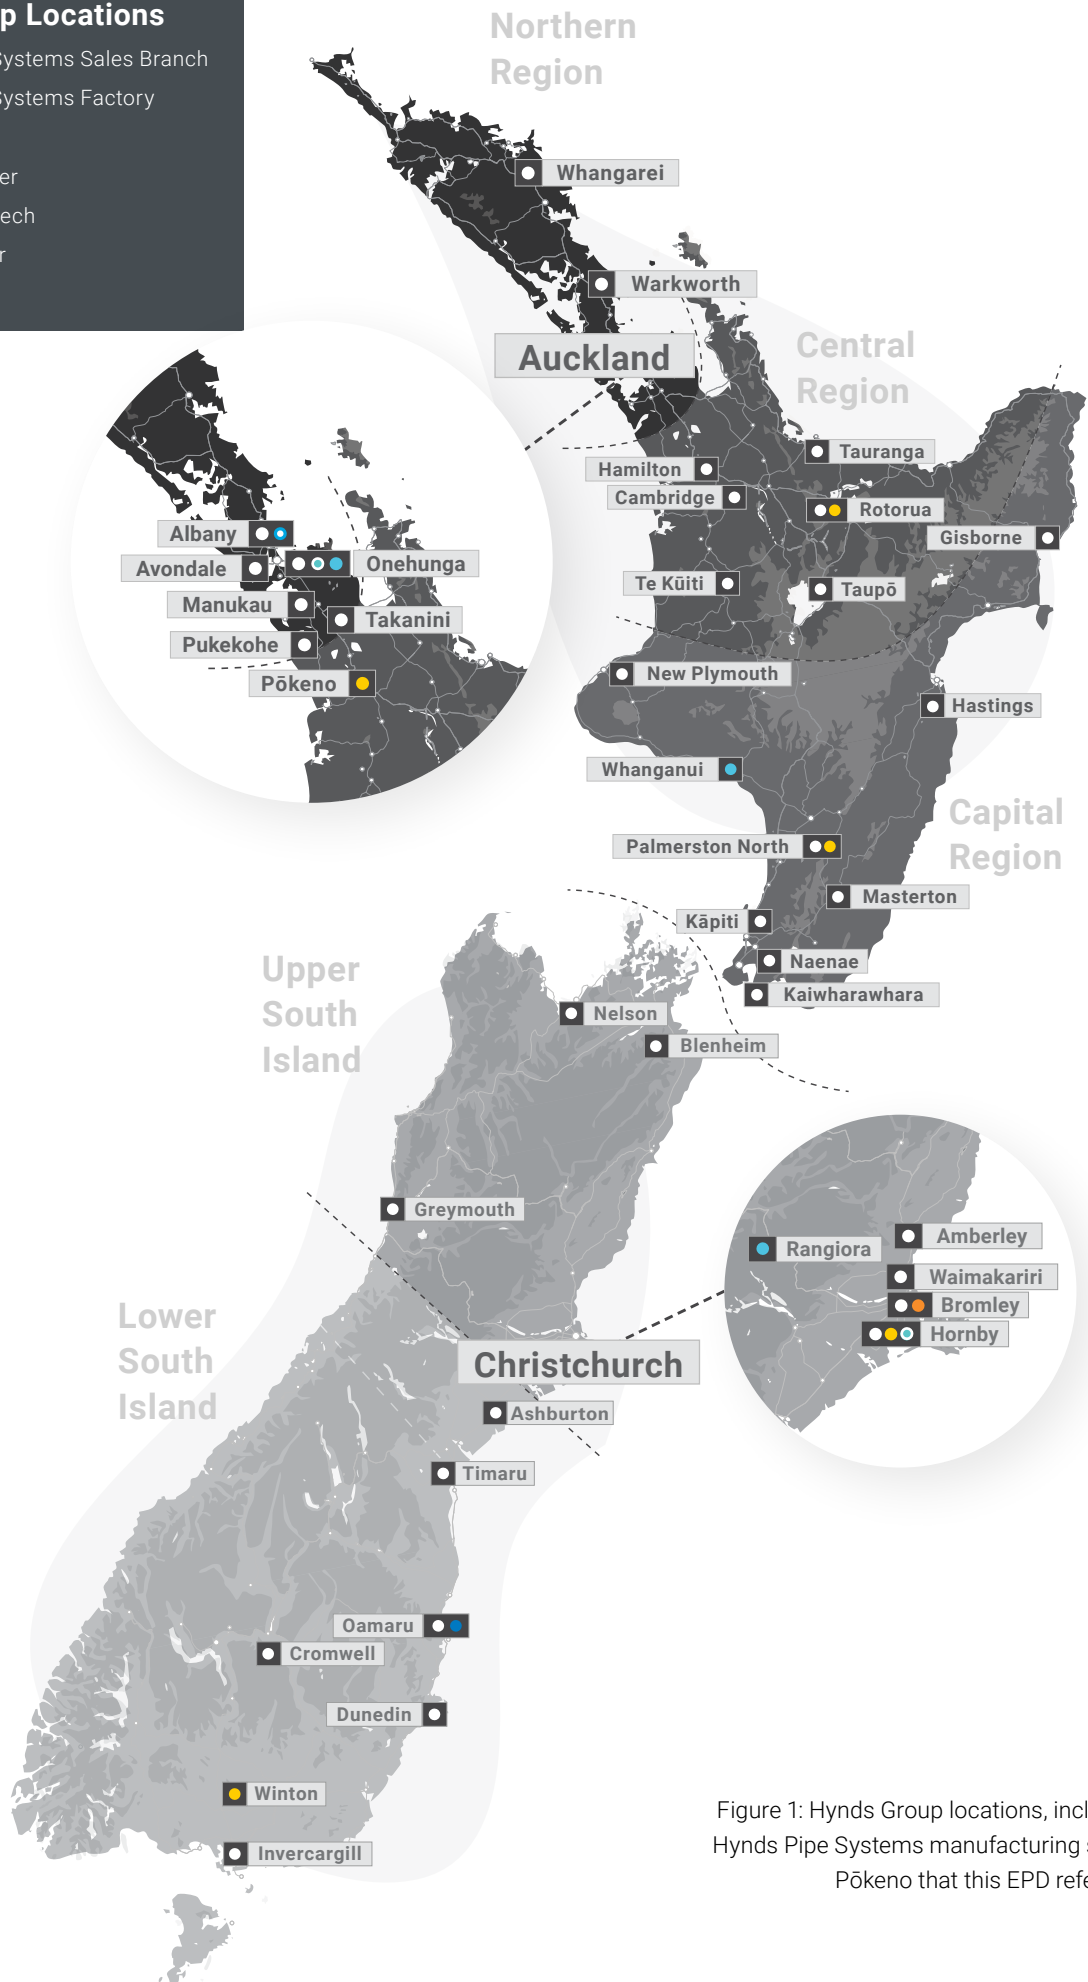 p Locations
Systems Sales Branch
Systems Factory
er
ech
r
Northern
Region
Whangarei
Warkworth
Auckland
Central
Region
Tauranga
Hamilton
Cambridge
Rotorua
Gisborne
Te Kūiti
Taupō
Albany
Avondale
Onehunga
Manukau
Takanini
Pukekohe
Pōkeno
New Plymouth
Hastings
Whanganui
Capital
Region
Palmerston North
Masterton
Kāpiti
Naenae
Kaiwharawhara
Upper
South
Island
Nelson
Blenheim
Greymouth
Rangiora
Amberley
Waimakariri
Bromley
Hornby
Lower
South
Island
Christchurch
Ashburton
Timaru
Oamaru
Cromwell
Dunedin
Winton
Invercargill
Figure 1: Hynds Group locations, incl
Hynds Pipe Systems manufacturing s
Pōkeno that this EPD refe